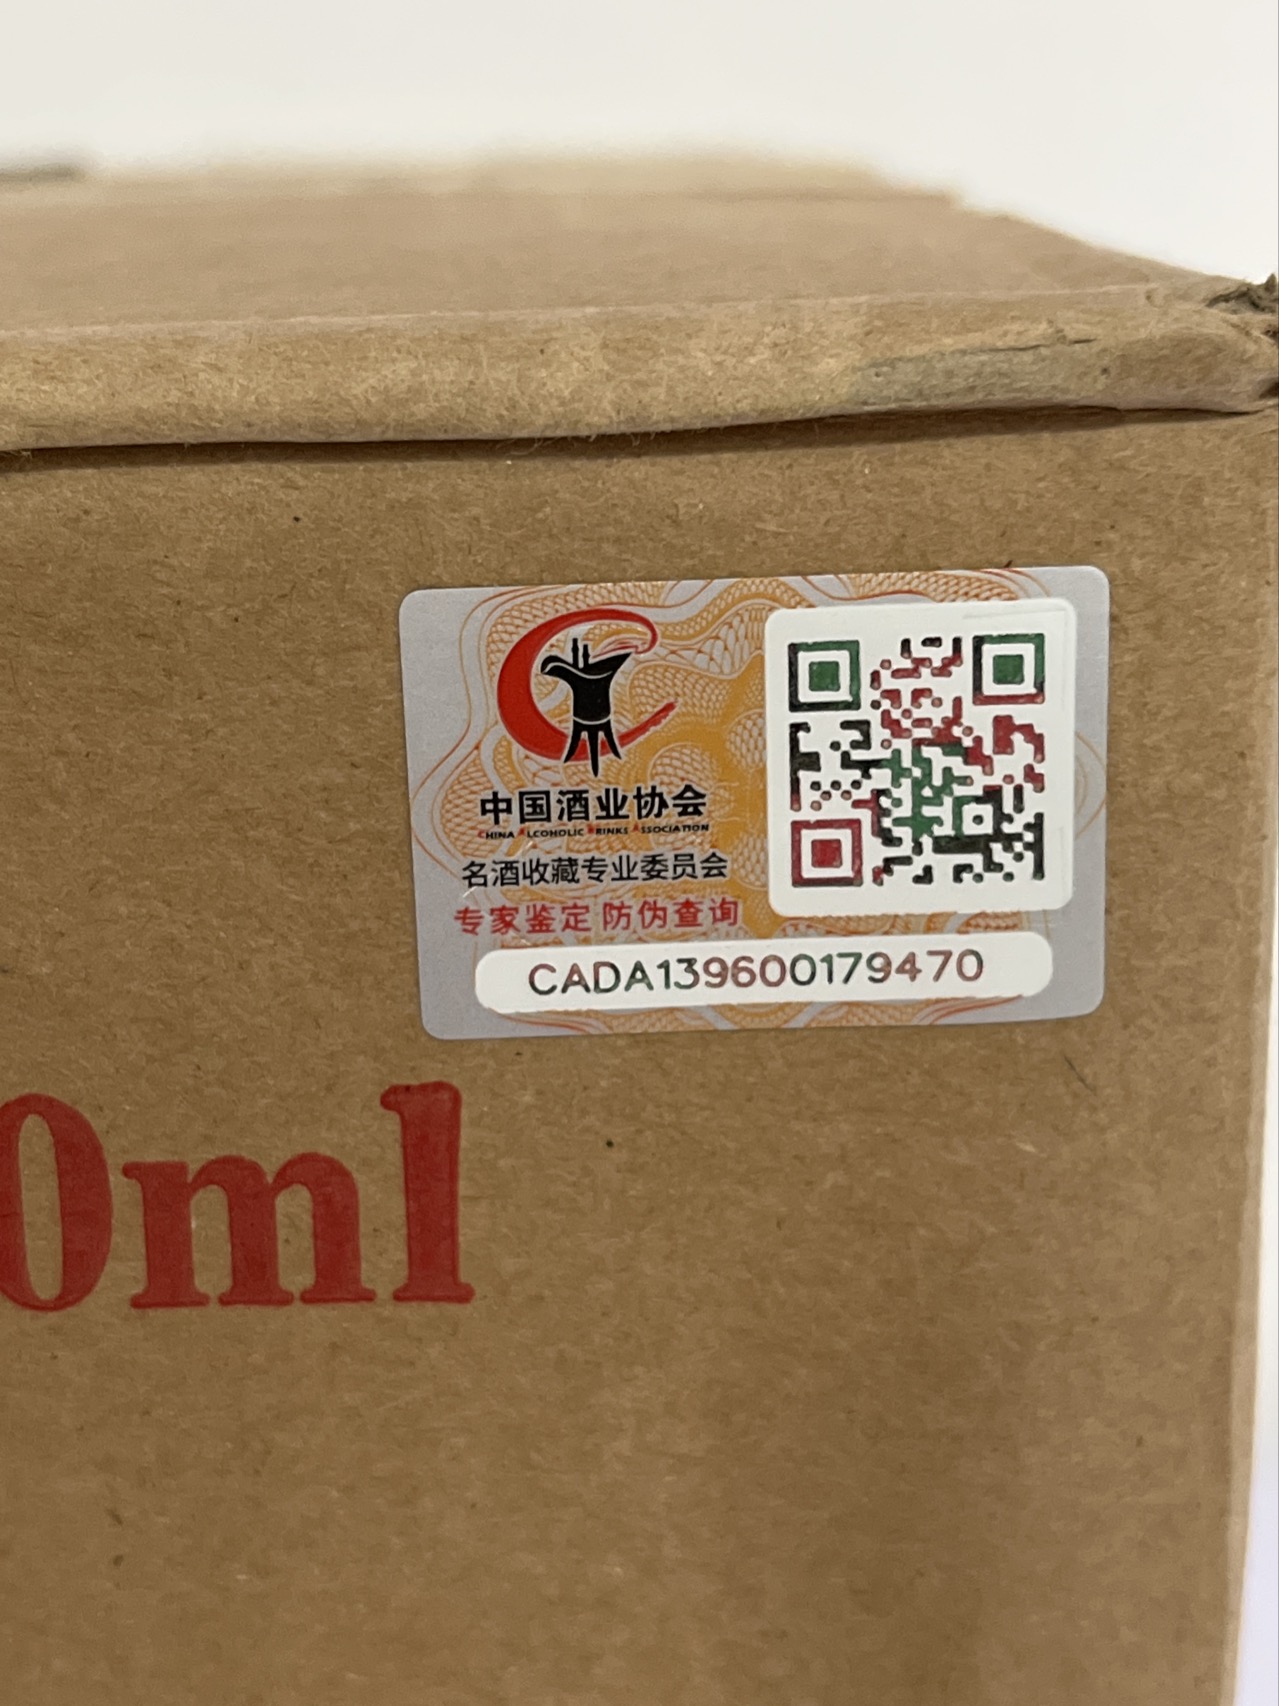 中国酒业协会
CHINA ALCOHOLIC DRINKS ASSOCIATION
名酒收藏专业委员会
专家鉴定 防伪查询
CADA139600179470
0ml